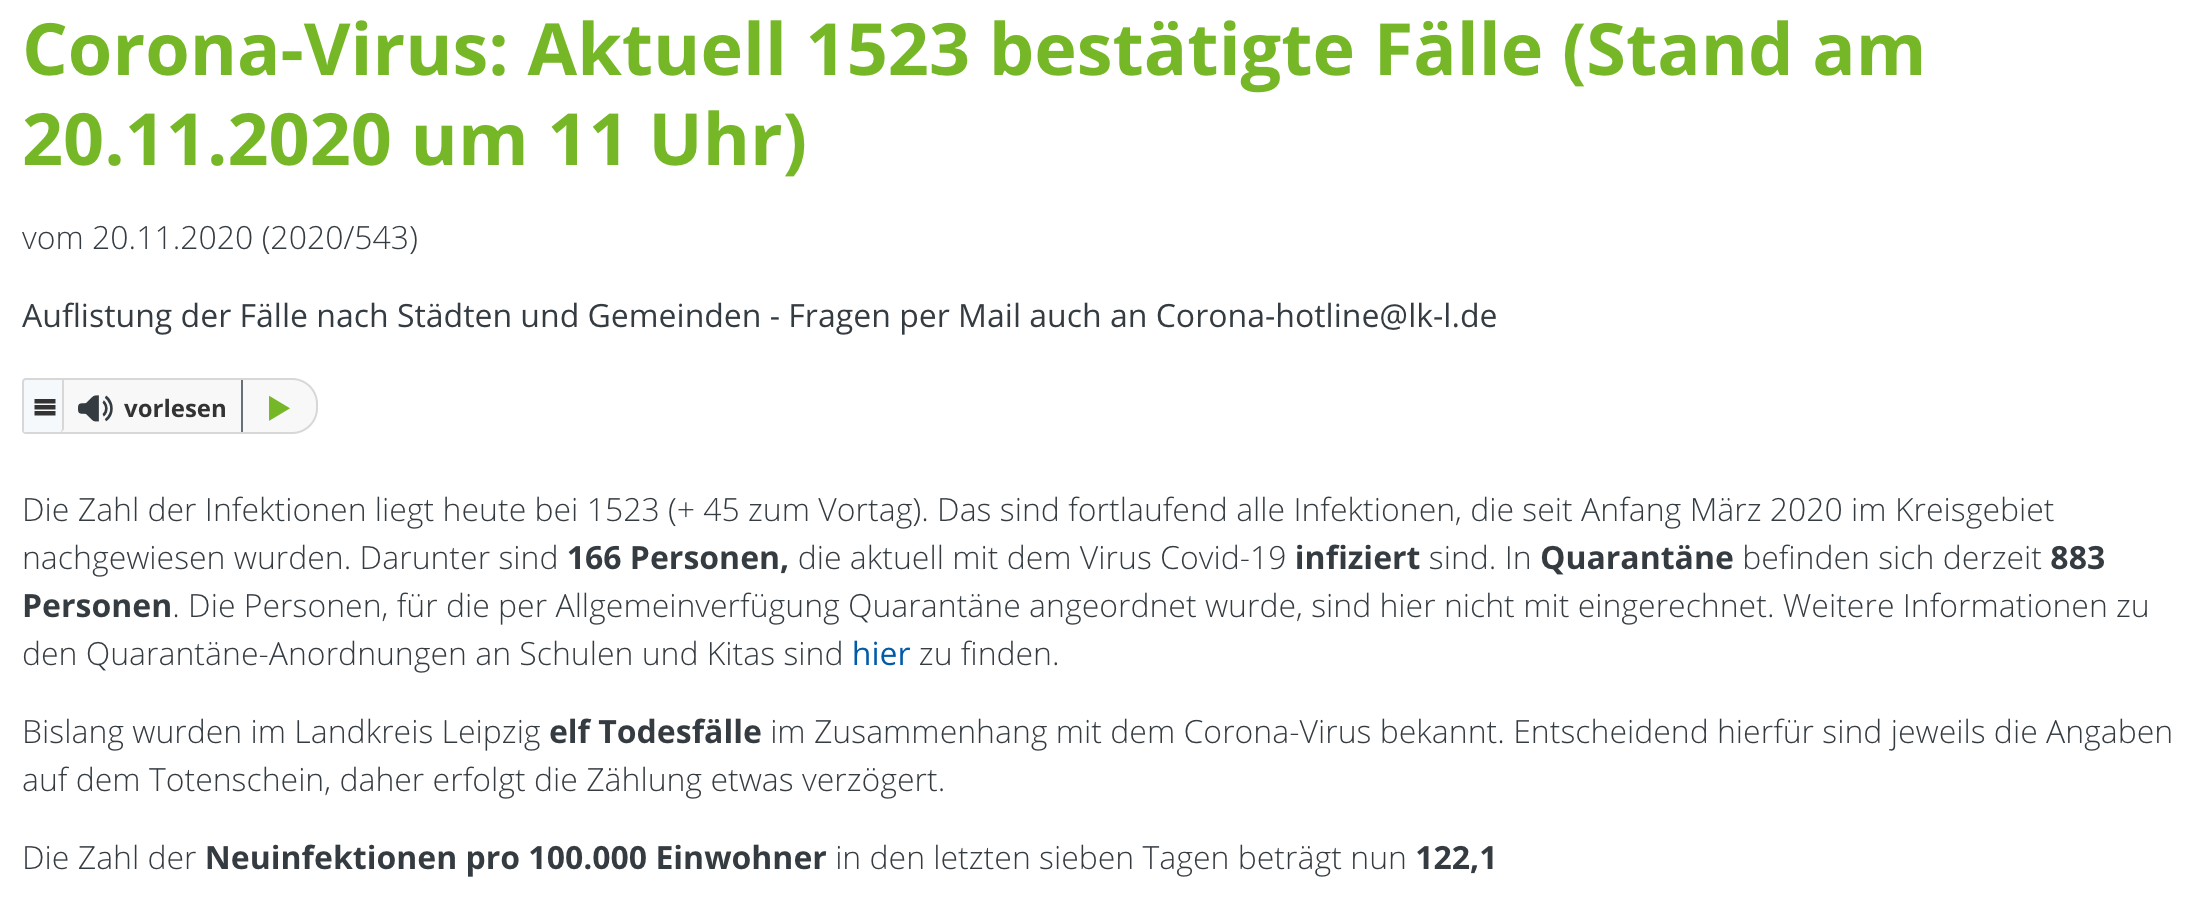 Corona-Virus: Aktuell 1523 bestätigte Fälle (Stand am
20.11.2020 um 11 Uhr)
vom 20.11.2020 (2020/543)
Auflistung der Fälle nach Städten und Gemeinden - Fragen per Mail auch an Corona-hotline@lk-l.de
vorlesen
Die Zahl der Infektionen liegt heute bei 1523 (+ 45 zum Vortag). Das sind fortlaufend alle Infektionen, die seit Anfang März 2020 im Kreisgebiet
nachgewiesen wurden. Darunter sind 166 Personen, die aktuell mit dem Virus Covid-19 infiziert sind. In Quarantäne befinden sich derzeit 883
Personen. Die Personen, für die per Allgemeinverfügung Quarantäne angeordnet wurde, sind hier nicht mit eingerechnet. Weitere Informationen zu
den Quarantäne-Anordnungen an Schulen und Kitas sind hier zu finden.
Bislang wurden im Landkreis Leipzig elf Todesfälle im Zusammenhang mit dem Corona-Virus bekannt. Entscheidend hierfür sind jeweils die Angaben
auf dem Totenschein, daher erfolgt die Zählung etwas verzögert.
Die Zahl der Neuinfektionen pro 100.000 Einwohner in den letzten sieben Tagen beträgt nun 122,1